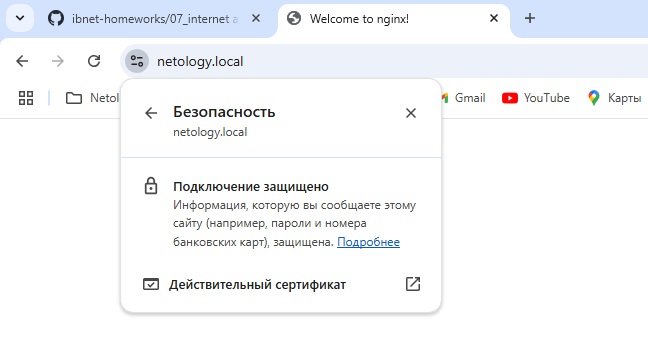 ibnet-homeworks/07_internet a
Welcome to nginx!
netology.local
Netol
Gmail
YouTube
Карты
Безопасность
netology.local
Подключение защищено
Информация, которую вы сообщаете этому
сайту (например, пароли и номера
банковских карт), защищена. Подробнее
Действительный сертификат